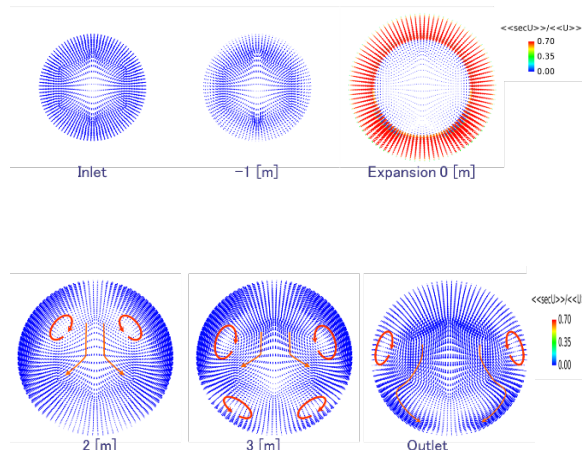 <<secU>>/<<U>>
0.70
0.35
0.00
Inlet
-1 [m]
Expansion 0 [m]
<<secU>>/<<U
0.70
0.35
0.00
2 [m]
3 [m]
Outlet